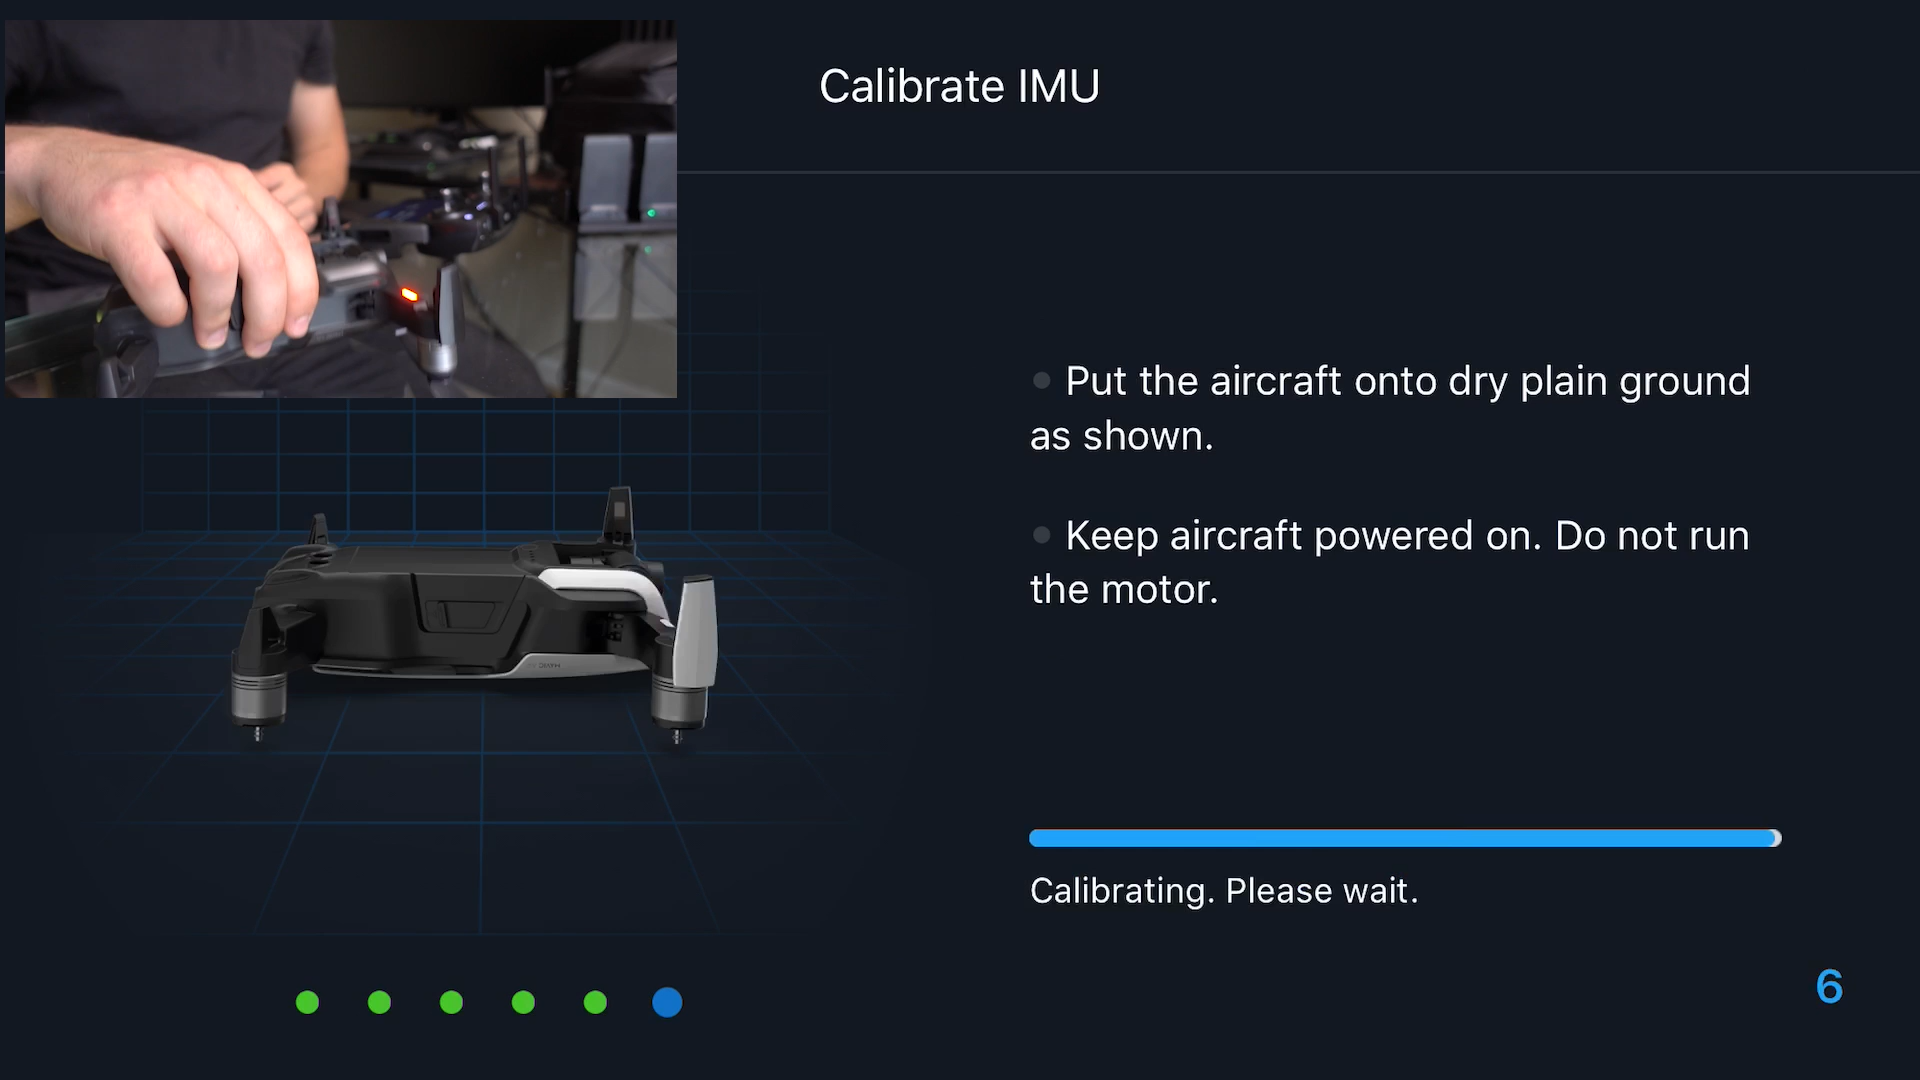 Calibrate IMU
Put the aircraft onto dry plain ground
as shown.
Keep aircraft powered on. Do not run
the motor.
Calibrating. Please wait.
6